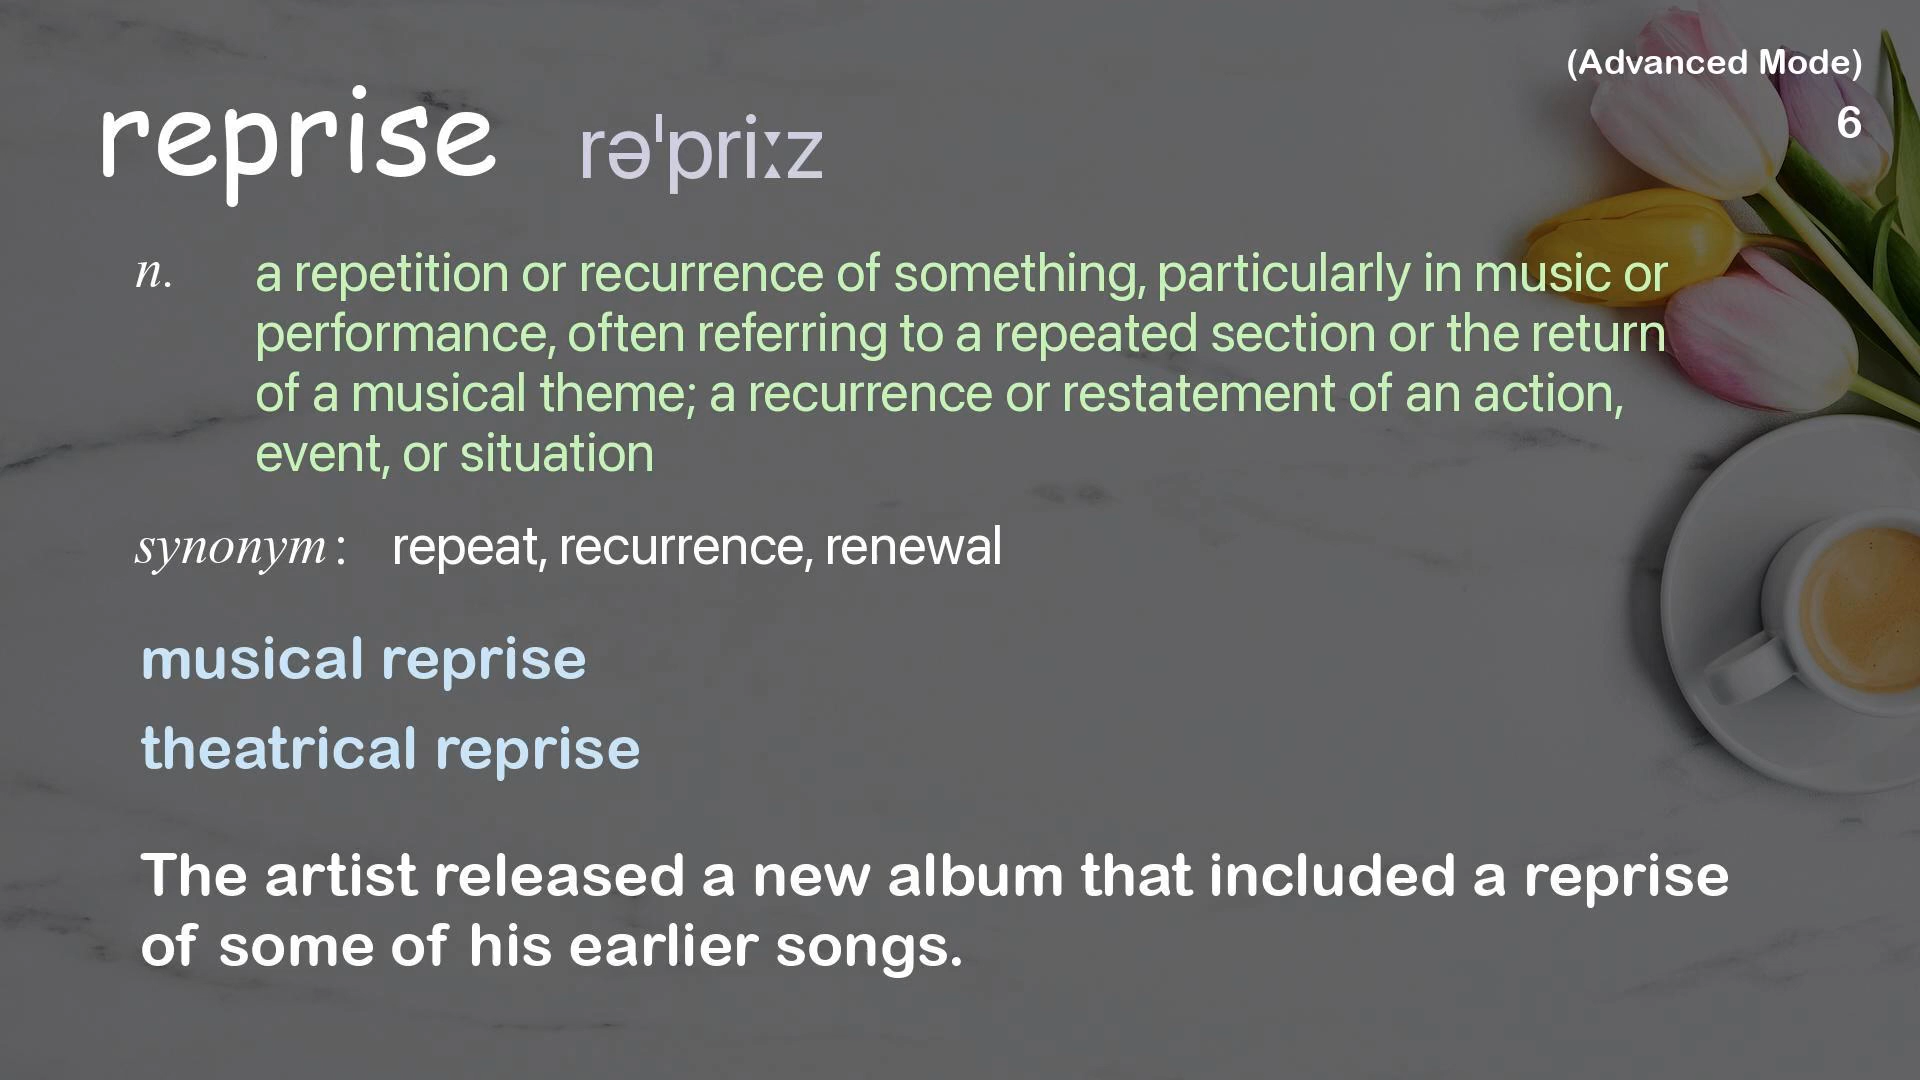 (Advanced Mode)
6
reprise rəˈpriːz
n. a repetition or recurrence of something, particularly in music or
performance, often referring to a repeated section or the return
of a musical theme; a recurrence or restatement of an action,
event, or situation
synonym : repeat, recurrence, renewal
musical reprise
theatrical reprise
The artist released a new album that included a reprise
of some of his earlier songs.